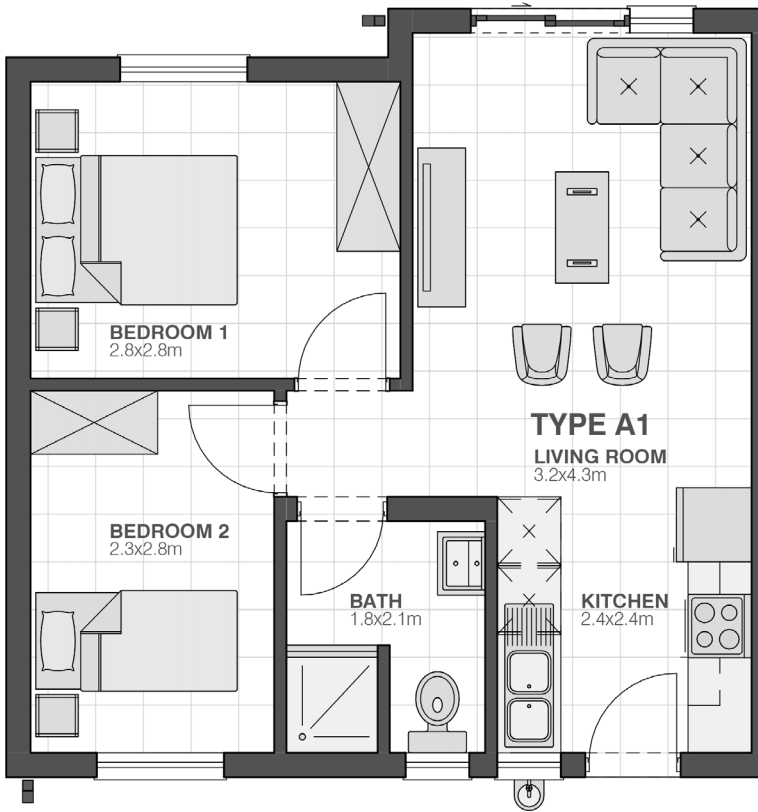 BEDROOM 1
2.8x2.8m
TYPE A1
LIVING ROOM
3.2x4.3m
BEDROOM 2
2.3x2.8m
BATH
1.8x2.1m
KITCHEN
2.4x2.4m